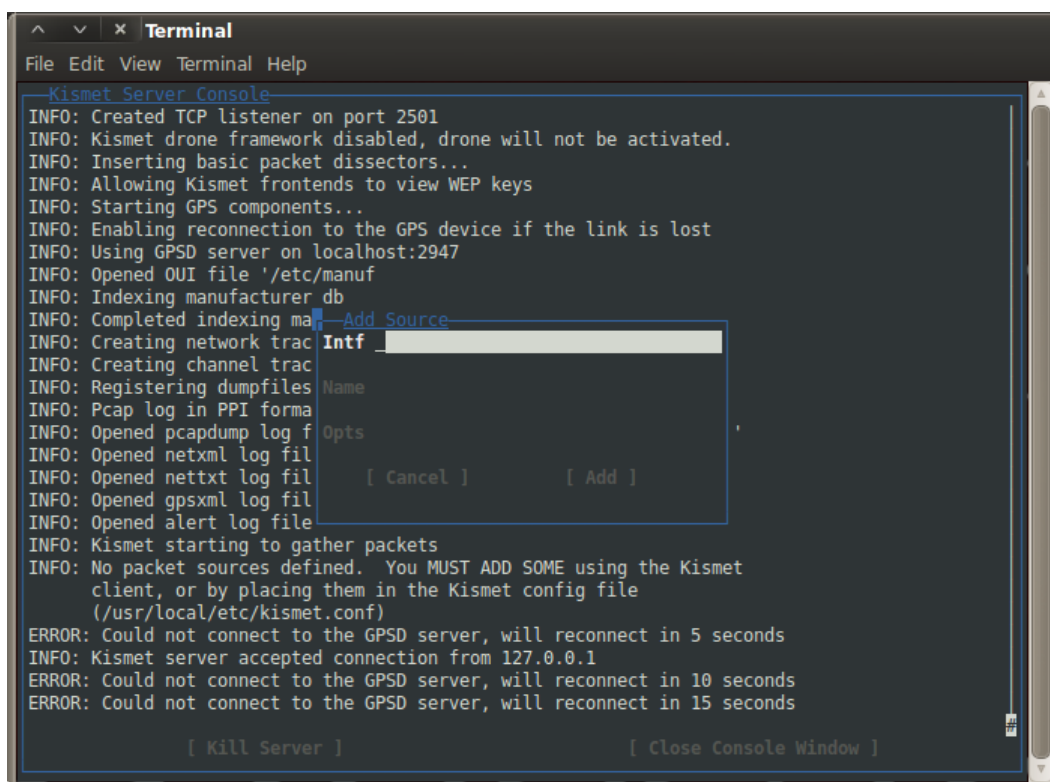 Terminal
File Edit View Terminal Help
Kismet Server Console
INFO: Created TCP listener on port 2501
INFO: Kismet drone framework disabled, drone will not be activated.
INFO: Inserting basic packet dissectors...
INFO: Allowing Kismet frontends to view WEP keys
INFO: Starting GPS components...
INFO: Enabling reconnection to the GPS device if the link is lost
INFO: Using GPSD server on localhost:2947
INFO: Opened OUI file '/etc/manuf
INFO: Indexing manufacturer db
INFO: Completed indexing ma
INFO: Creating network trac
INFO: Creating channel trac
INFO: Registering dumpfiles
INFO: Pcap log in PPI forma
INFO: Opened pcapdump log f '
INFO: Opened netxml log fil
INFO: Opened nettxt log fil
INFO: Opened gpsxml log fil
INFO: Opened alert log file
Add Source
Intf _
Name
Opts
[ Cancel ] [ Add ]
INFO: Kismet starting to gather packets
INFO: No packet sources defined. You MUST ADD SOME using the Kismet
client, or by placing them in the Kismet config file
(/usr/local/etc/kismet.conf)
ERROR: Could not connect to the GPSD server, will reconnect in 5 seconds
INFO: Kismet server accepted connection from 127.0.0.1
ERROR: Could not connect to the GPSD server, will reconnect in 10 seconds
ERROR: Could not connect to the GPSD server, will reconnect in 15 seconds
#
[ Kill Server ] [ Close Console Window ]